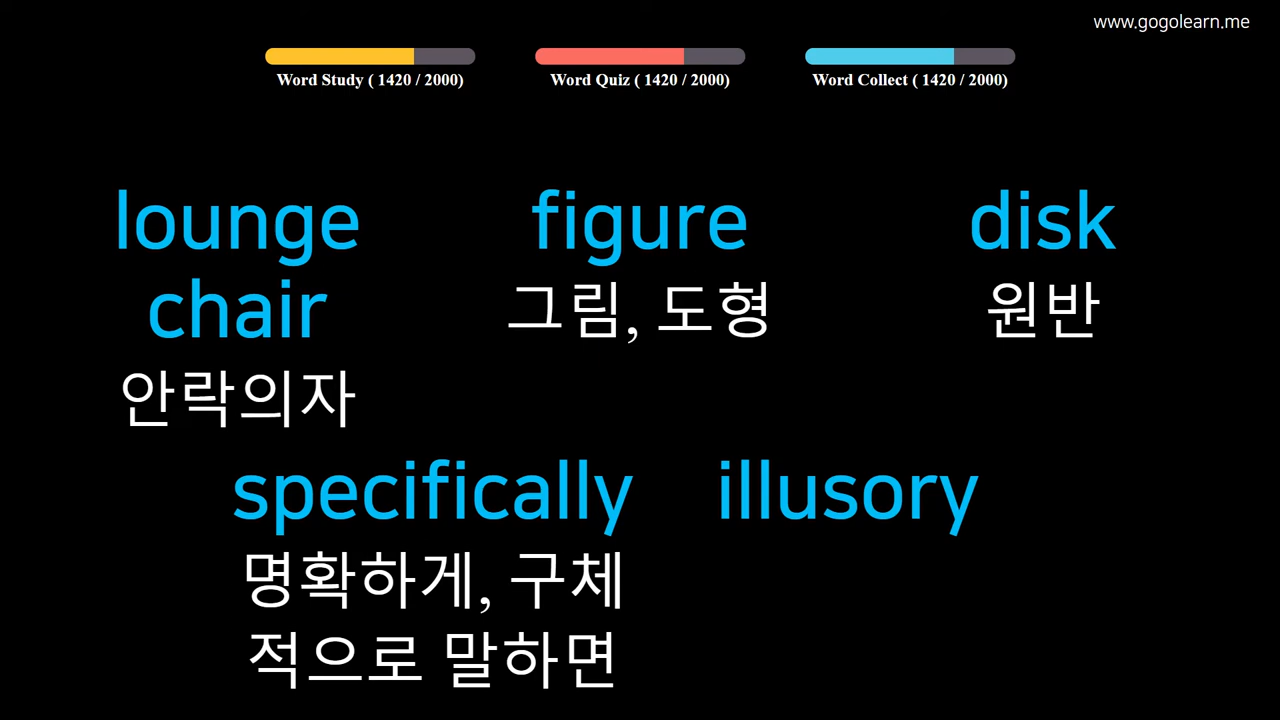 www.gogolearn.me
Word Study ( 1420 / 2000)
Word Quiz ( 1420 / 2000)
Word Collect ( 1420 / 2000)
lounge
chair
안락의자
figure
그림, 도형
disk
원반
specifically
명확하게, 구체
적으로 말하면
illusory